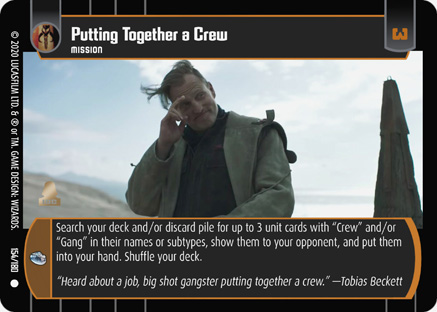 Putting Together a Crew
MISSION
3
Search your deck and/or discard pile for up to 3 unit cards with “Crew” and/or
“Gang” in their names or subtypes, show them to your opponent, and put them
into your hand. Shuffle your deck.
“Heard about a job, big shot gangster putting together a crew.” —Tobias Beckett
© 2020 LUCASFILM LTD. & ® or TM. GAME DESIGN: WIZARDS.
154/180